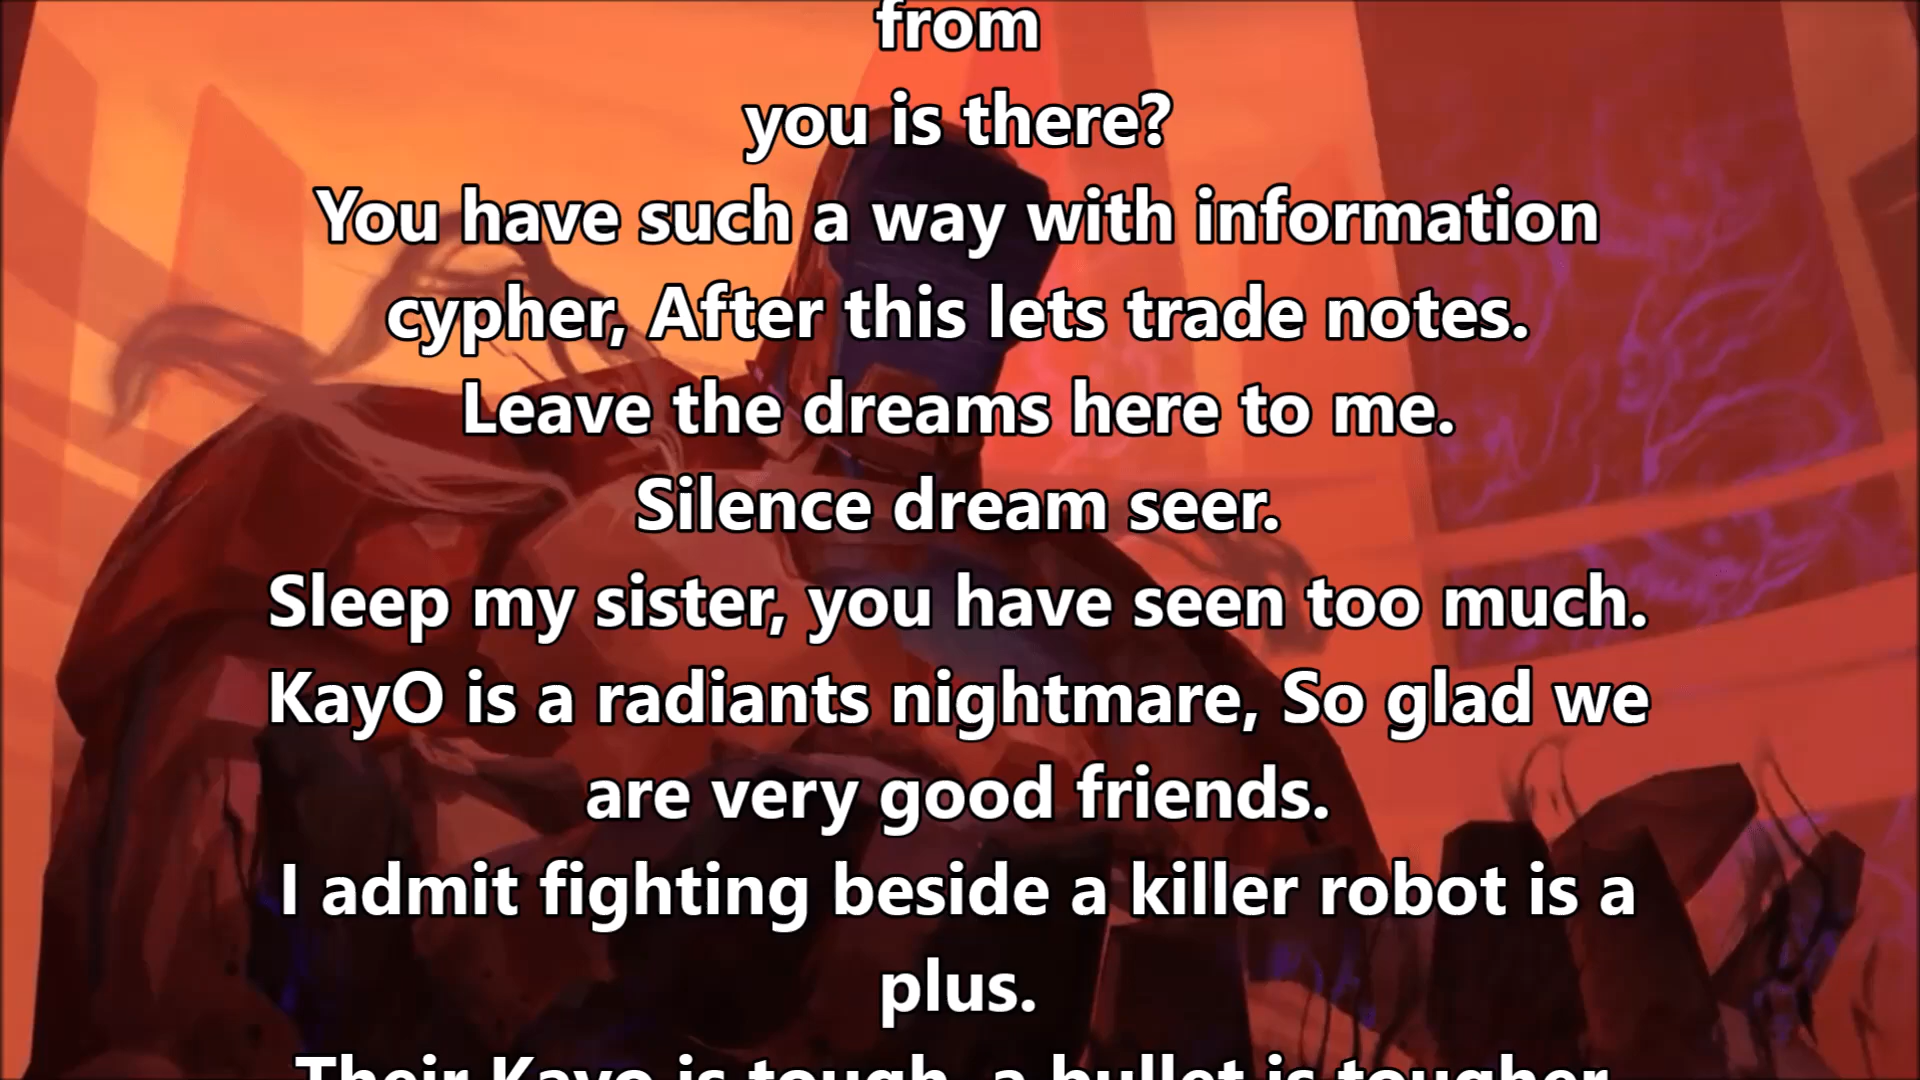 from
you is there?
You have such a way with information
cypher, After this lets trade notes.
Leave the dreams here to me.
Silence dream seer.
Sleep my sister, you have seen too much.
KayO is a radiants nightmare, So glad we
are very good friends.
I admit fighting beside a killer robot is a
plus.
Their Kayo is tough, a bullet is tougher